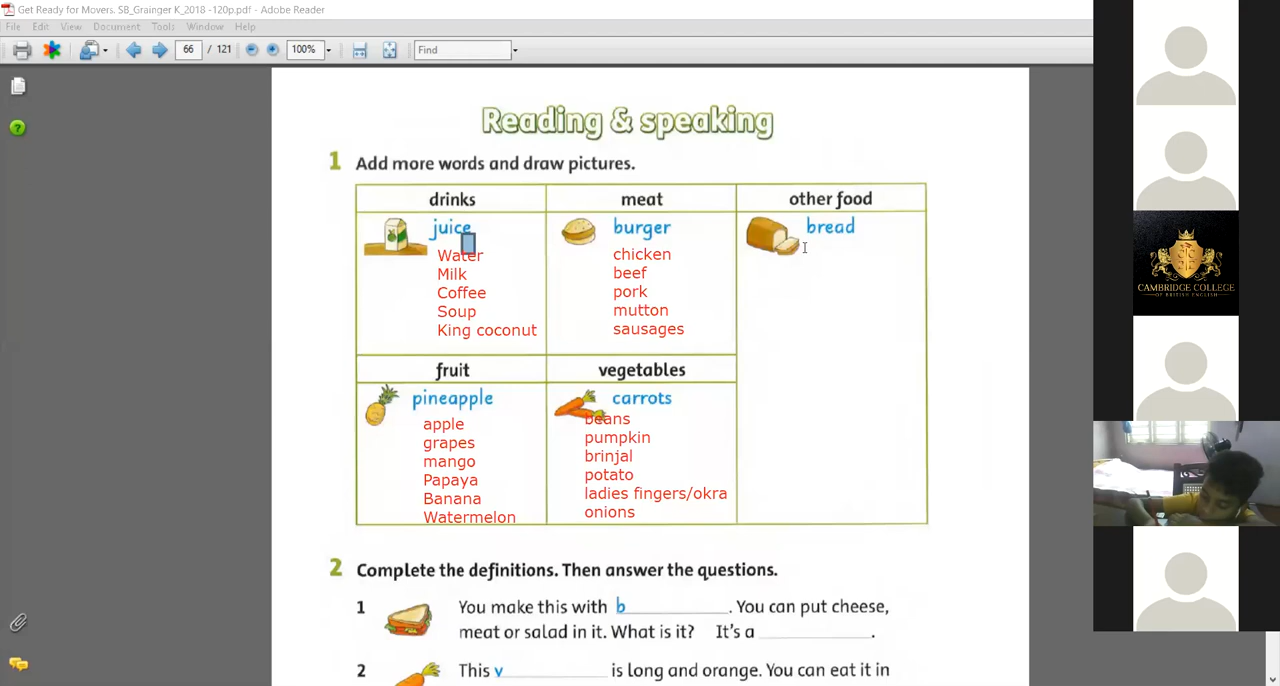 Get Ready for Movers. SB_Grainger K_2018 -120p.pdf - Adobe Reader
File Edit View Document Tools Window Help
66 / 121 100% Find
Reading & speaking
1 Add more words and draw pictures.
drinks meat other food
juice burger bread
Water chicken
Milk beef
Coffee pork
Soup mutton
King coconut sausages
fruit vegetables
pineapple carrots
apple beans
grapes pumpkin
mango brinjal
Papaya potato
Banana ladies fingers/okra
Watermelon onions
2 Complete the definitions. Then answer the questions.
1 You make this with b__________. You can put cheese,
meat or salad in it. What is it? It's a __________.
2 This v__________ is long and orange. You can eat it in
CAMBRIDGE COLLEGE
OF BRITISH ENGLISH